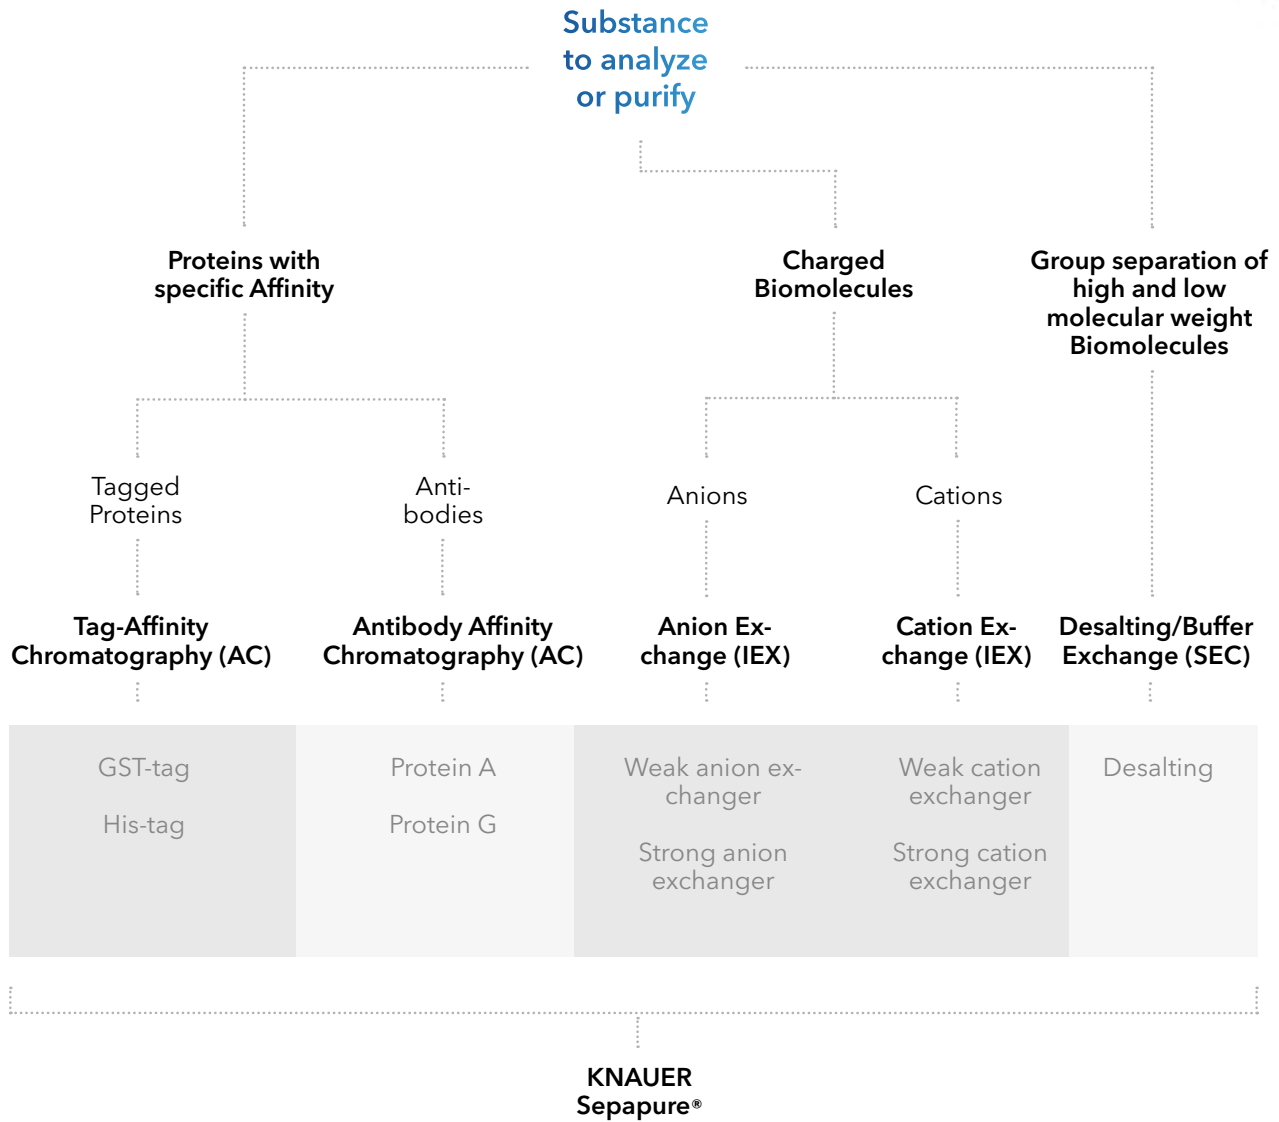 Substance
to analyze
or purify
Proteins with
specific Affinity
Charged
Biomolecules
Group separation of
high and low
molecular weight
Biomolecules
Tagged
Proteins
Anti-
bodies
Anions
Cations
Tag-Affinity
Chromatography (AC)
Antibody Affinity
Chromatography (AC)
Anion Ex-
change (IEX)
Cation Ex-
change (IEX)
Desalting/Buffer
Exchange (SEC)
GST-tag
His-tag
Protein A
Protein G
Weak anion ex-
changer
Strong anion
exchanger
Weak cation
exchanger
Strong cation
exchanger
Desalting
KNAUER
Sepapure®